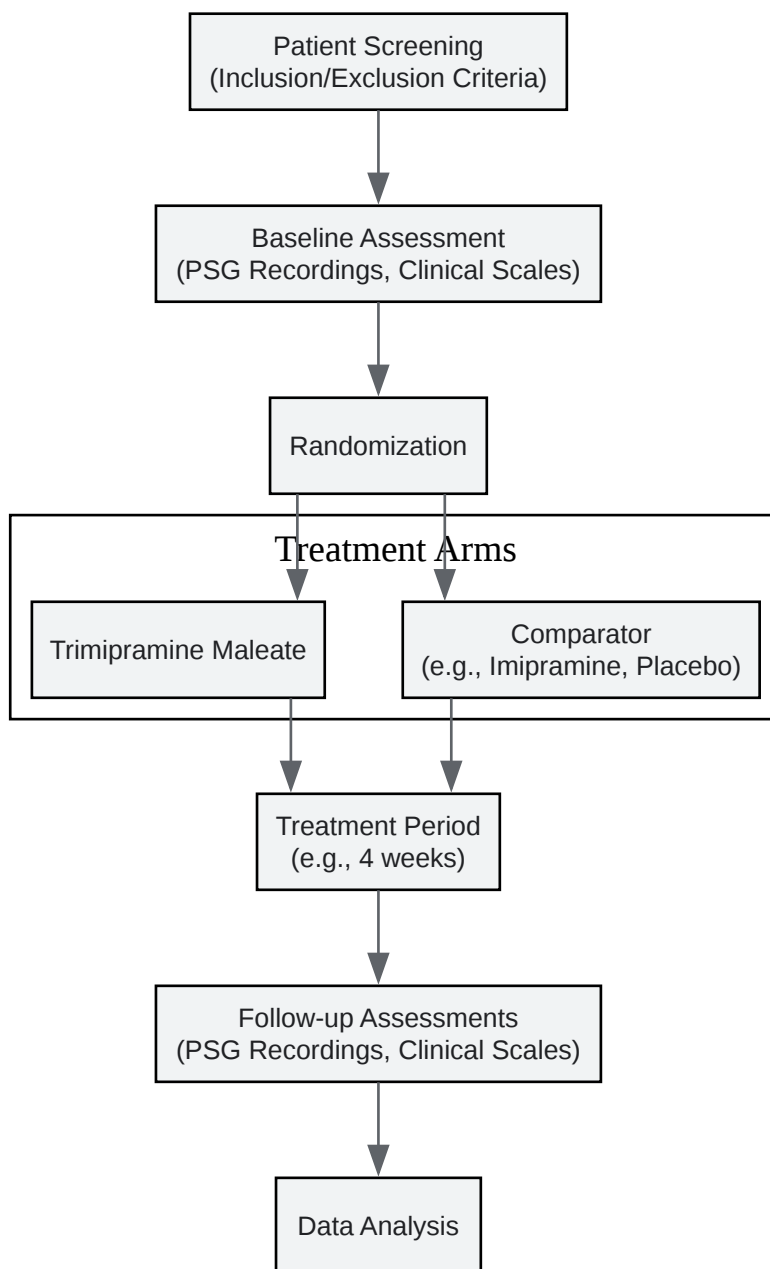 Patient Screening
(Inclusion/Exclusion Criteria)
Baseline Assessment
(PSG Recordings, Clinical Scales)
Randomization
Treatment Arms
Trimipramine Maleate
Comparator
(e.g., Imipramine, Placebo)
Treatment Period
(e.g., 4 weeks)
Follow-up Assessments
(PSG Recordings, Clinical Scales)
Data Analysis